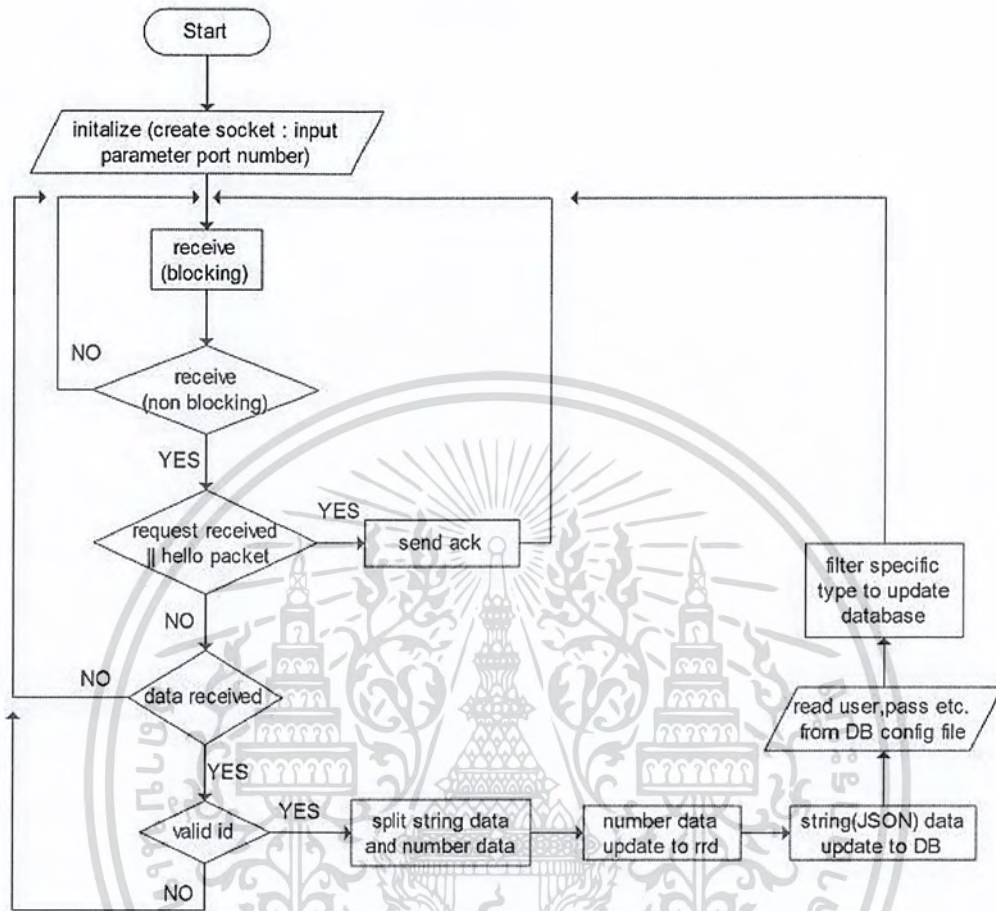 Start
initalize (create socket : input
parameter port number)
receive
(blocking)
NO
receive
(non blocking)
YES
request received
|| hello packet
YES
send ack
NO
filter specific
type to update
database
NO
data received
read user,pass etc.
from DB config file
YES
valid id
YES
split string data
and number data
number data
update to rrd
string(JSON) data
update to DB
NO